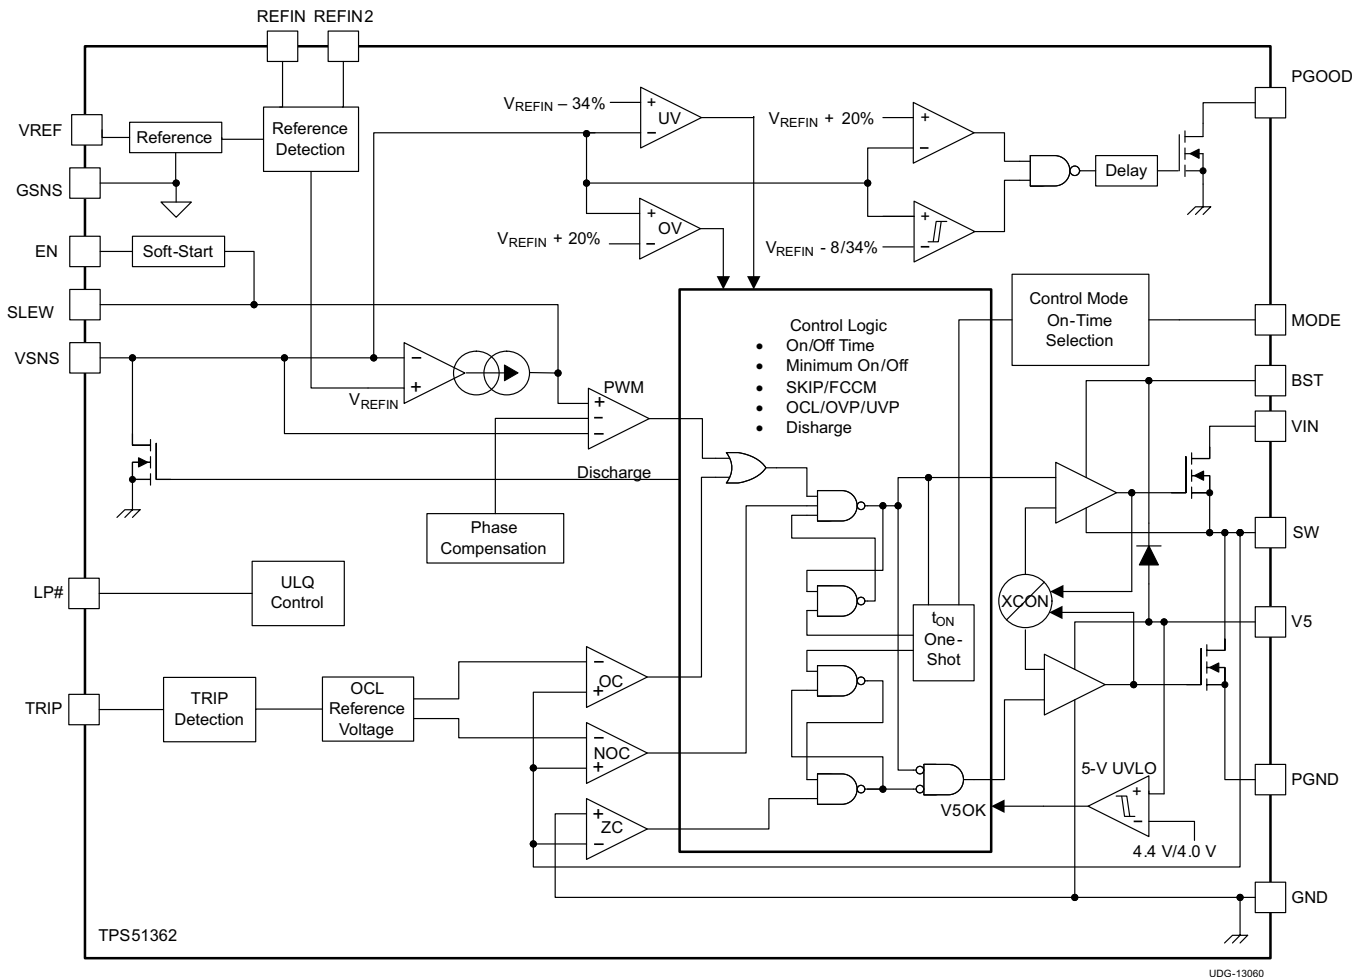 REFIN REFIN2
PGOOD
VREF
Reference
Reference
Detection
VREFIN – 34%
+
UV
–
VREFIN + 20%
+
–
Delay
GSNS
EN
Soft-Start
+
OV
–
VREFIN + 20%
+
–
VREFIN - 8/34%
SLEW
Control Mode
On-Time
Selection
MODE
VSNS
–
+
VREFIN
PWM
+
–
–
Control Logic
• On/Off Time
• Minimum On/Off
• SKIP/FCCM
• OCL/OVP/UVP
• Disharge
BST
VIN
Discharge
Phase
Compensation
SW
LP#
ULQ
Control
XCON
tON
One-
Shot
V5
TRIP
TRIP
Detection
OCL
Reference
Voltage
–
OC
+
–
NOC
+
5-V UVLO
+
–
V5OK
4.4 V/4.0 V
PGND
+
ZC
–
GND
TPS51362
UDG-13060